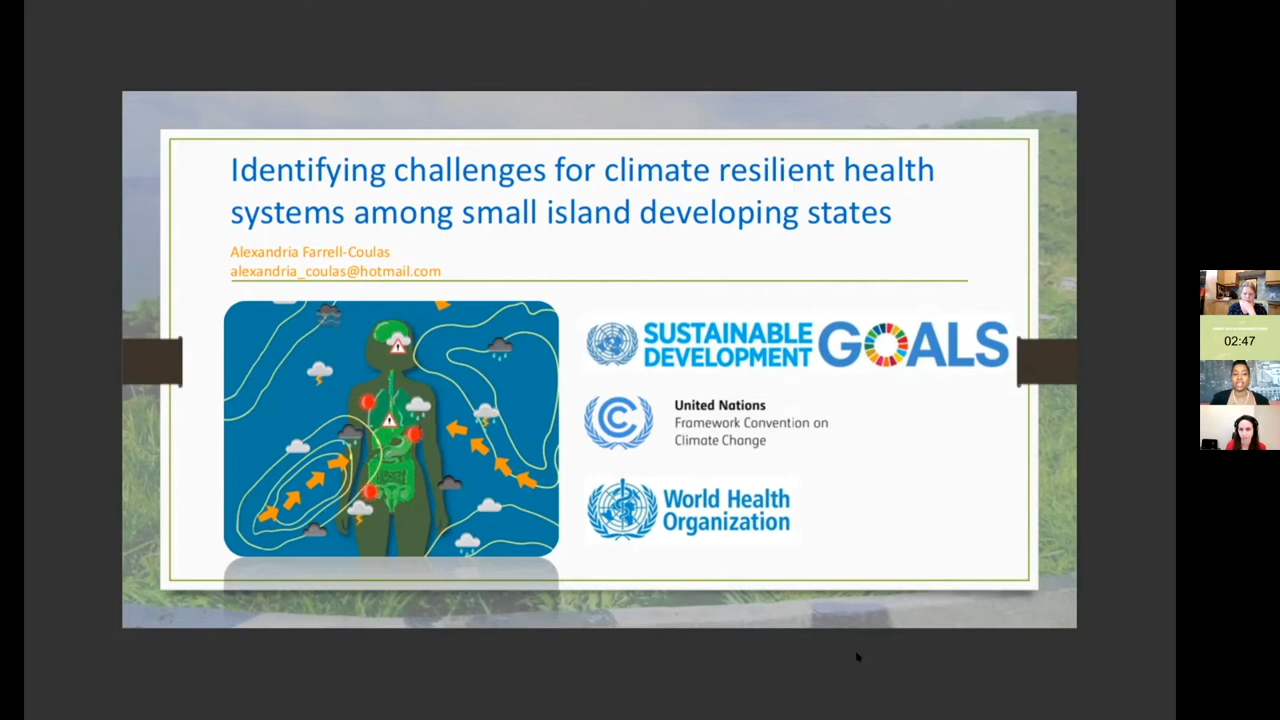 Identifying challenges for climate resilient health
systems among small island developing states
Alexandria Farrell-Coulas
alexandria_coulas@hotmail.com
SUSTAINABLE
DEVELOPMENT
GOALS
United Nations
Framework Convention on
Climate Change
World Health
Organization
02:47